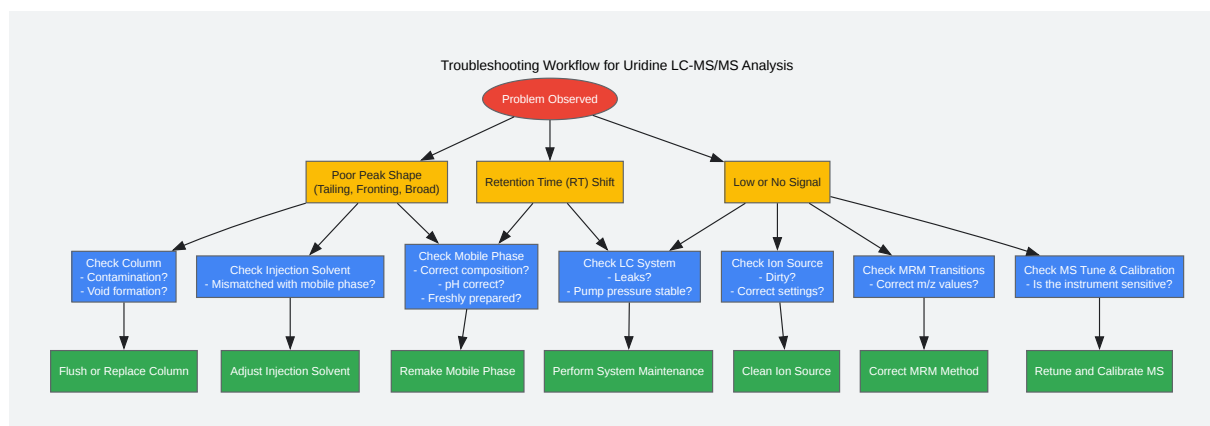 Troubleshooting Workflow for Uridine LC-MS/MS Analysis
Problem Observed
Poor Peak Shape
(Tailing, Fronting, Broad)
Retention Time (RT) Shift
Low or No Signal
Check Column
- Contamination?
- Void formation?
Check Injection Solvent
- Mismatched with mobile phase?
Check Mobile Phase
- Correct composition?
- pH correct?
- Freshly prepared?
Check LC System
- Leaks?
- Pump pressure stable?
Check Ion Source
- Dirty?
- Correct settings?
Check MRM Transitions
- Correct m/z values?
Check MS Tune & Calibration
- Is the instrument sensitive?
Flush or Replace Column
Adjust Injection Solvent
Remake Mobile Phase
Perform System Maintenance
Clean Ion Source
Correct MRM Method
Retune and Calibrate MS